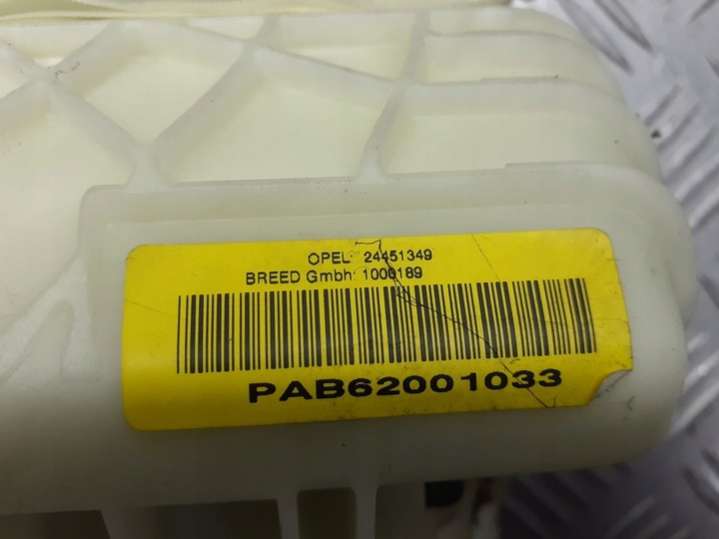 OPEL: 24451349
BREED Gmbh: 1000189
PAB62001033